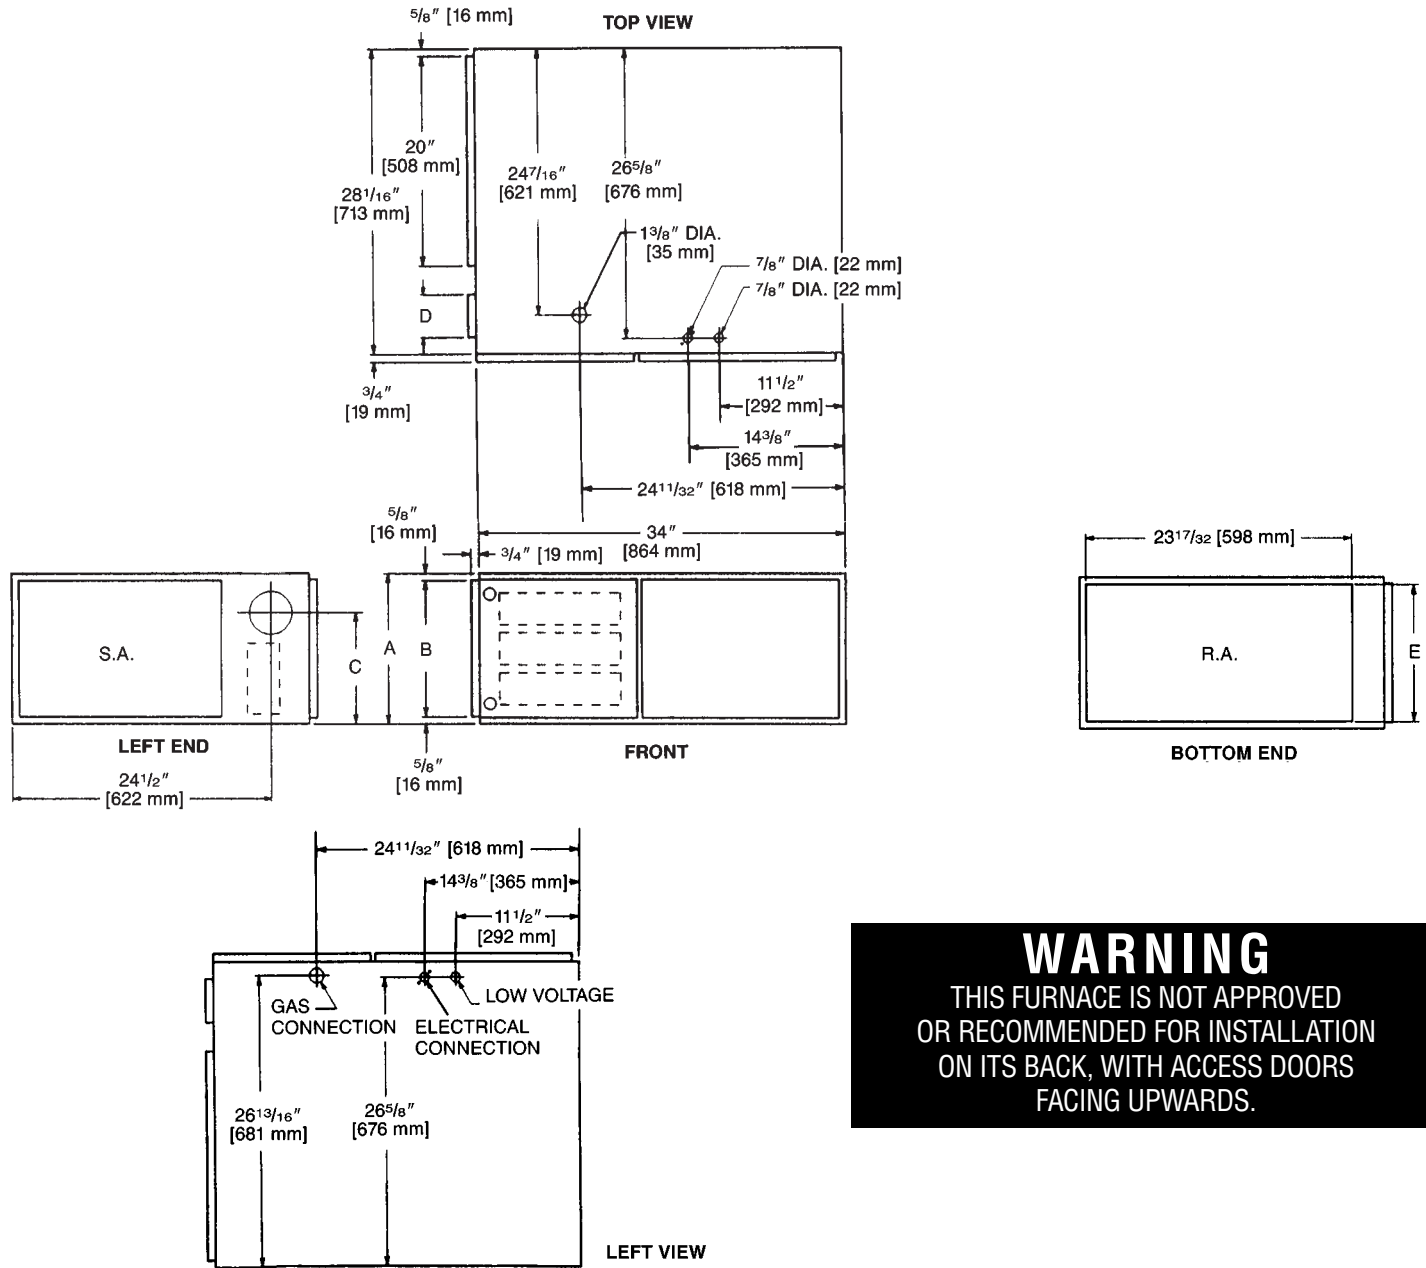 5/8" [16 mm]
TOP VIEW
20"
[508 mm]
28 1/16"
[713 mm]
24 7/16"
[621 mm]
26 5/8"
[676 mm]
1 3/8" DIA.
[35 mm]
7/8" DIA. [22 mm]
7/8" DIA. [22 mm]
D
3/4"
[19 mm]
11 1/2"
[292 mm]
14 3/8"
[365 mm]
24 11/32" [618 mm]
5/8"
[16 mm]
34"
[864 mm]
3/4" [19 mm]
23 17/32 [598 mm]
S.A.
C
A
B
R.A.
E
LEFT END
FRONT
BOTTOM END
24 1/2"
[622 mm]
5/8"
[16 mm]
24 11/32" [618 mm]
14 3/8" [365 mm]
11 1/2"
[292 mm]
GAS
CONNECTION
LOW VOLTAGE
ELECTRICAL
CONNECTION
26 13/16"
[681 mm]
26 5/8"
[676 mm]
LEFT VIEW
WARNING
THIS FURNACE IS NOT APPROVED
OR RECOMMENDED FOR INSTALLATION
ON ITS BACK, WITH ACCESS DOORS
FACING UPWARDS.